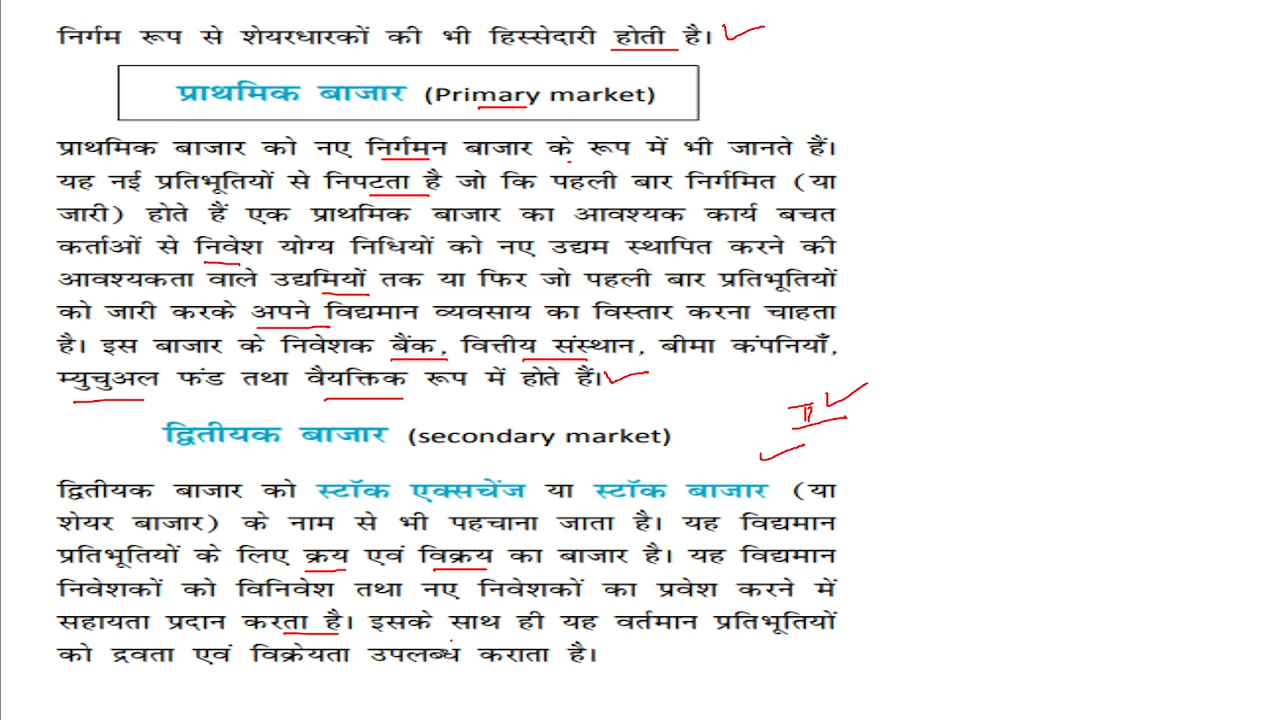 निर्गम रूप से शेयरधारकों की भी हिस्सेदारी होती है।
प्राथमिक बाजार (Primary market)
प्राथमिक बाजार को नए निर्गमन बाजार के रूप में भी जानते हैं।
यह नई प्रतिभूतियों से निपटता है जो कि पहली बार निर्गमित (या
जारी) होते हैं एक प्राथमिक बाजार का आवश्यक कार्य बचत
कर्ताओं से निवेश योग्य निधियों को नए उद्यम स्थापित करने की
आवश्यकता वाले उद्यमियों तक या फिर जो पहली बार प्रतिभूतियों
को जारी करके अपने विद्यमान व्यवसाय का विस्तार करना चाहता
है। इस बाजार के निवेशक बैंक, वित्तीय संस्थान, बीमा कंपनियाँ,
म्युचुअल फंड तथा वैयक्तिक रूप में होते हैं।
द्वितीयक बाजार (secondary market)
द्वितीयक बाजार को स्टॉक एक्सचेंज या स्टॉक बाजार (या
शेयर बाजार) के नाम से भी पहचाना जाता है। यह विद्यमान
प्रतिभूतियों के लिए क्रय एवं विक्रय का बाजार है। यह विद्यमान
निवेशकों को विनिवेश तथा नए निवेशकों का प्रवेश करने में
सहायता प्रदान करता है। इसके साथ ही यह वर्तमान प्रतिभूतियों
को द्रवता एवं विक्रेयता उपलब्ध कराता है।